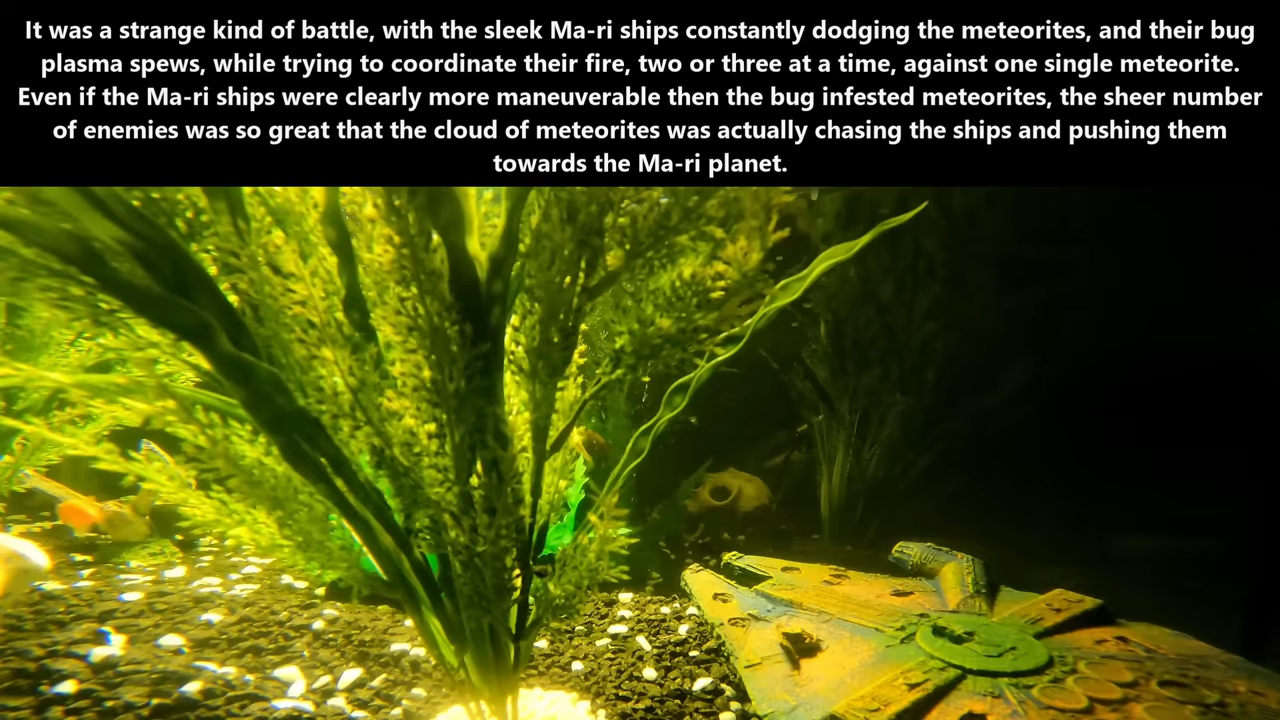 It was a strange kind of battle, with the sleek Ma-ri ships constantly dodging the meteorites, and their bug
plasma spews, while trying to coordinate their fire, two or three at a time, against one single meteorite.
Even if the Ma-ri ships were clearly more maneuverable then the bug infested meteorites, the sheer number
of enemies was so great that the cloud of meteorites was actually chasing the ships and pushing them
towards the Ma-ri planet.